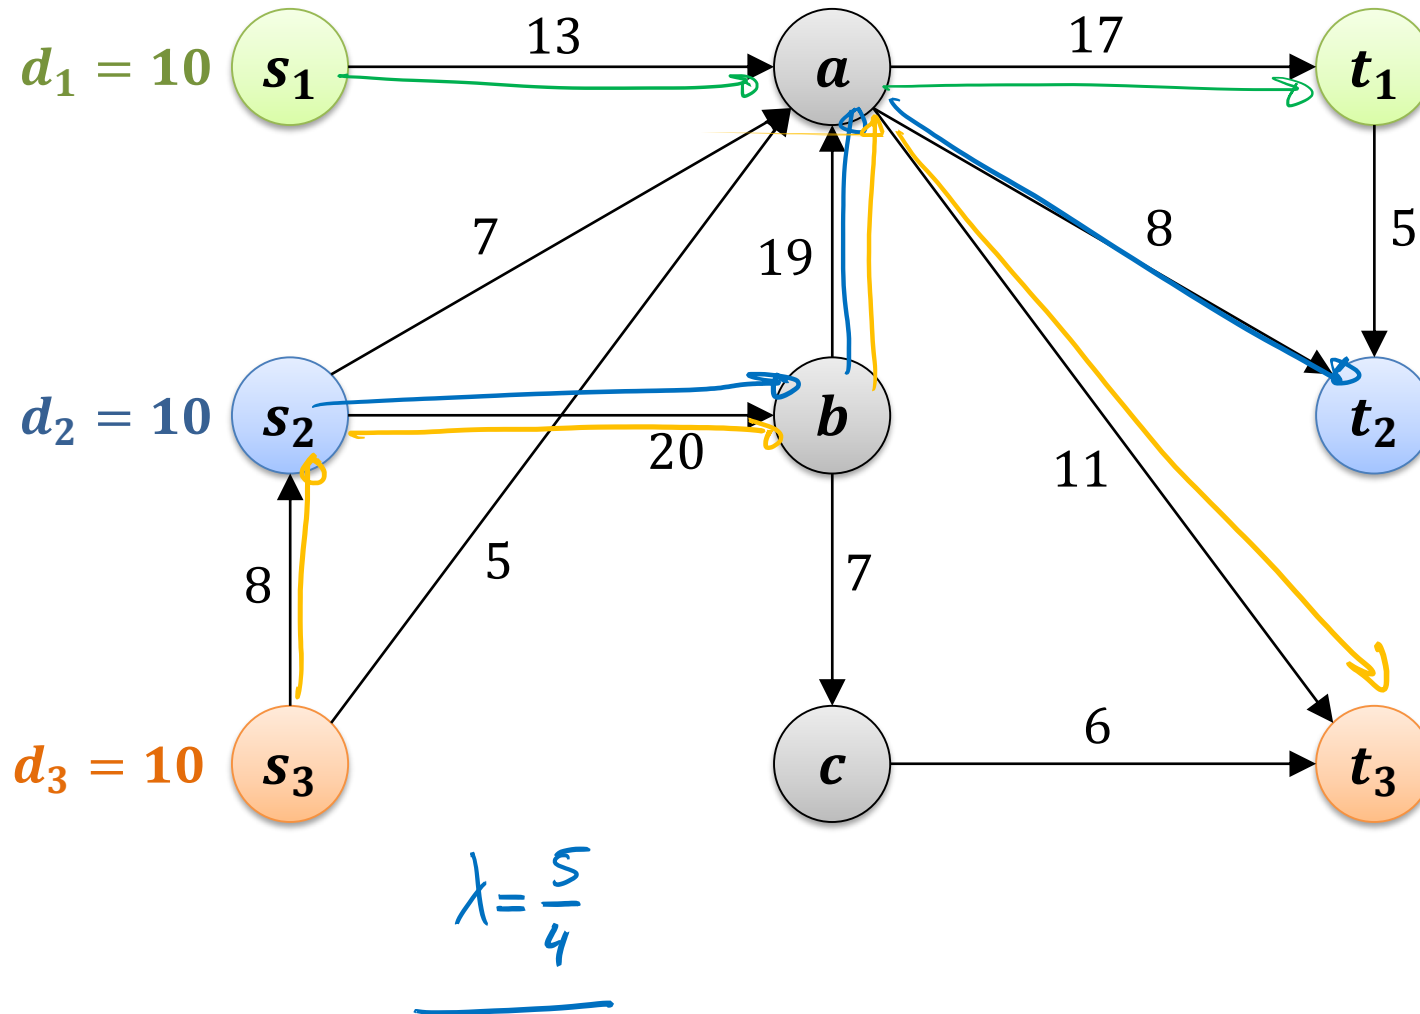 d₁ = 10 s₁ 13 a 17 t₁
7 19 8 5
d₂ = 10 s₂ 20 b t₂
11
8 5 7
d₃ = 10 s₃ c 6 t₃
λ = 5/4